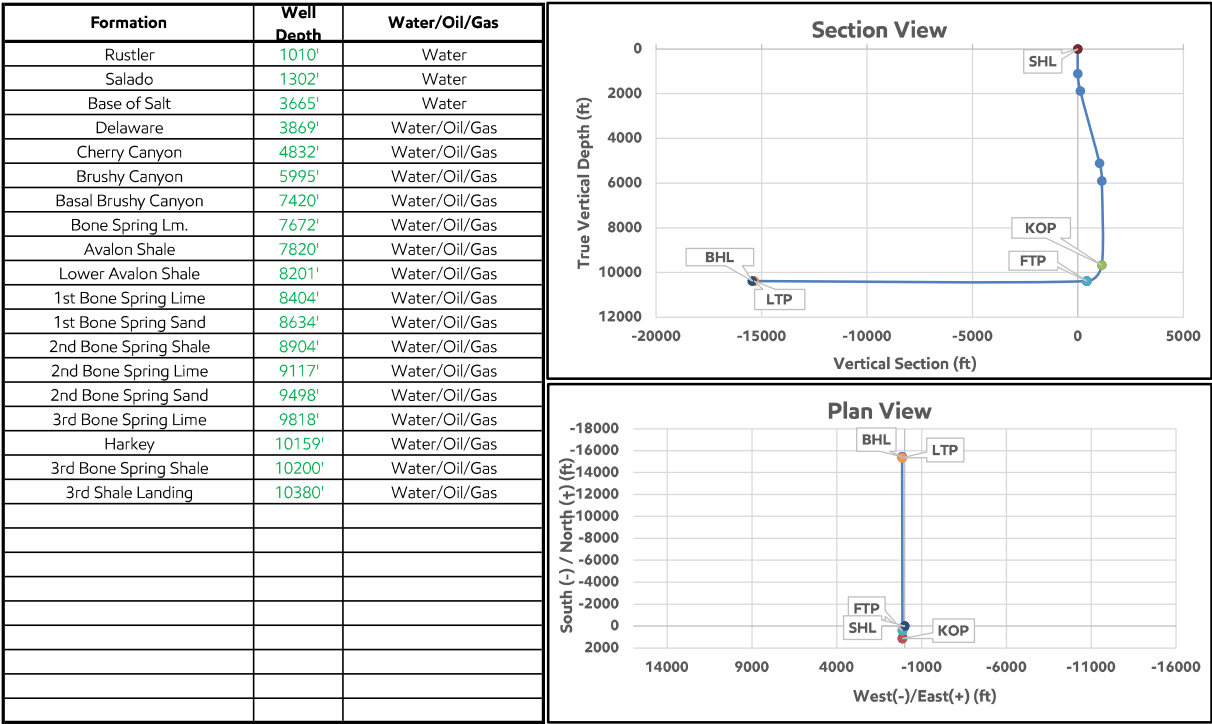 Formation Well Depth Water/Oil/Gas
Rustler 1010' Water
Salado 1302' Water
Base of Salt 3665' Water
Delaware 3869' Water/Oil/Gas
Cherry Canyon 4832' Water/Oil/Gas
Brushy Canyon 5995' Water/Oil/Gas
Basal Brushy Canyon 7420' Water/Oil/Gas
Bone Spring Lm. 7672' Water/Oil/Gas
Avalon Shale 7820' Water/Oil/Gas
Lower Avalon Shale 8201' Water/Oil/Gas
1st Bone Spring Lime 8404' Water/Oil/Gas
1st Bone Spring Sand 8634' Water/Oil/Gas
2nd Bone Spring Shale 8904' Water/Oil/Gas
2nd Bone Spring Lime 9117' Water/Oil/Gas
2nd Bone Spring Sand 9498' Water/Oil/Gas
3rd Bone Spring Lime 9818' Water/Oil/Gas
Harkey 10159' Water/Oil/Gas
3rd Bone Spring Shale 10200' Water/Oil/Gas
3rd Shale Landing 10380' Water/Oil/Gas
Section View
True Vertical Depth (ft)
0
2000
4000
6000
8000
10000
12000
SHL
KOP
FTP
BHL
LTP
-20000 -15000 -10000 -5000 0 5000
Vertical Section (ft)
Plan View
South (-) / North (+) (ft)
-18000
-16000
-14000
-12000
-10000
-8000
-6000
-4000
-2000
0
2000
BHL
LTP
FTP
SHL
KOP
14000 9000 4000 -1000 -6000 -11000 -16000
West(-)/East(+) (ft)